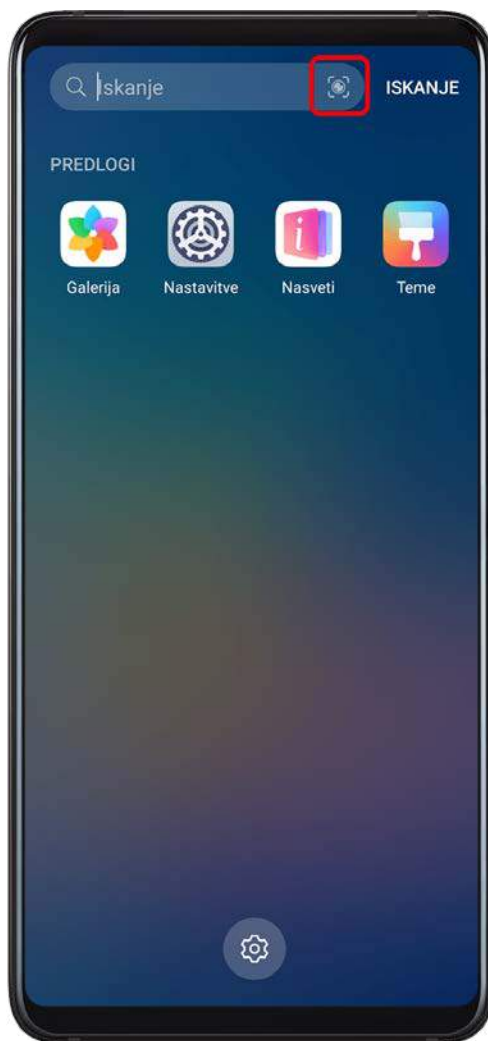 Iskanje
ISKANJE
PREDLOGI
Galerija
Nastavitve
Nasveti
Teme